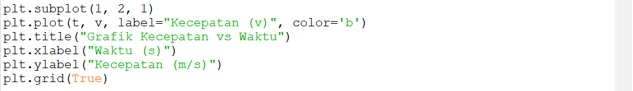 plt.subplot(1, 2, 1)
plt.plot(t, v, label="Kecepatan (v)", color='b')
plt.title("Grafik Kecepatan vs Waktu")
plt.xlabel("Waktu (s)")
plt.ylabel("Kecepatan (m/s)")
plt.grid(True)